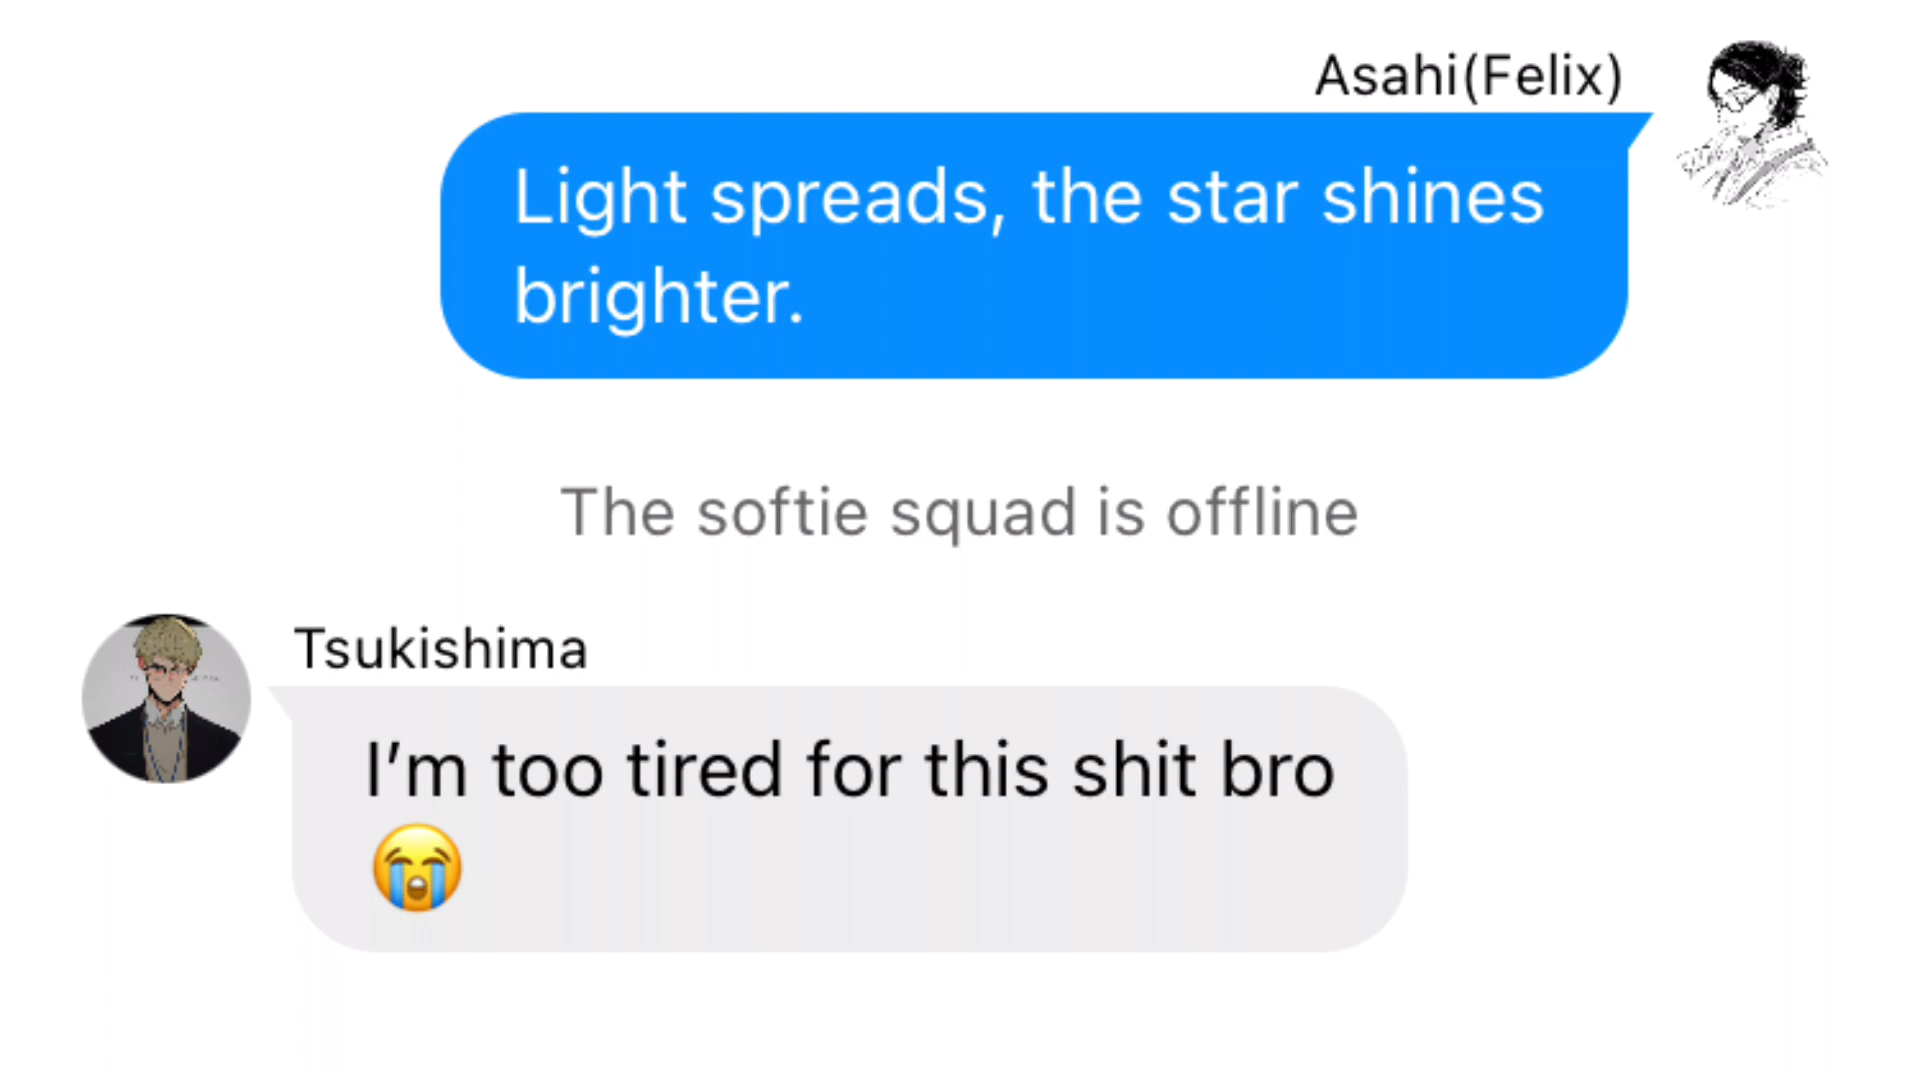 Asahi(Felix)
Light spreads, the star shines
brighter.
The softie squad is offline
Tsukishima
I’m too tired for this shit bro
😭